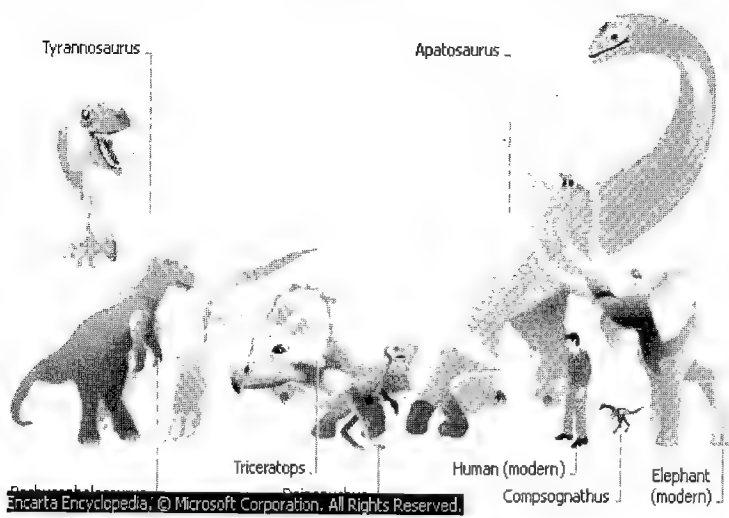 Tyrannosaurus
Apatosaurus
Triceratops
Human (modern)
Compsognathus
Elephant
(modern)
Encarta Encyclopedia, © Microsoft Corporation. All Rights Reserved.